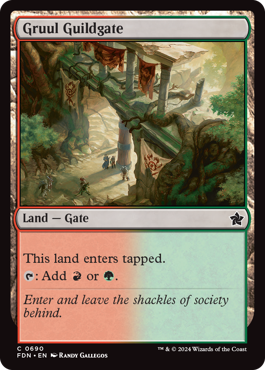 Gruul Guildgate
Land — Gate
This land enters tapped.
: Add or .
Enter and leave the shackles of society
behind.
C 0690
FDN • EN RANDY GALLEGOS
™ & © 2024 Wizards of the Coast